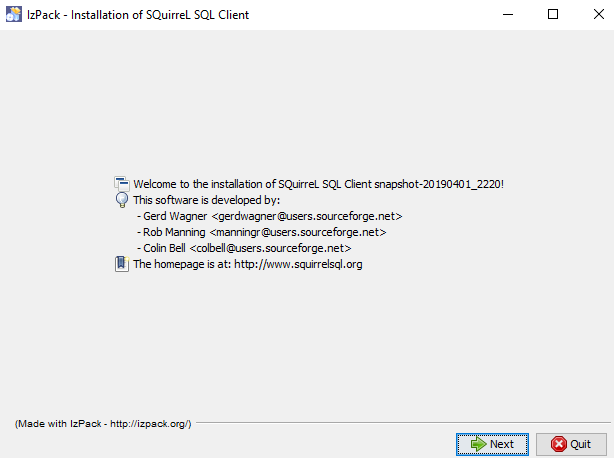 IzPack - Installation of SQuirreL SQL Client
Welcome to the installation of SQuirreL SQL Client snapshot-20190401_2220!
This software is developed by:
- Gerd Wagner <gerdwagner@users.sourceforge.net>
- Rob Manning <manningr@users.sourceforge.net>
- Colin Bell <colbell@users.sourceforge.net>
The homepage is at: http://www.squirrelsql.org
(Made with IzPack - http://izpack.org/)
Next
Quit